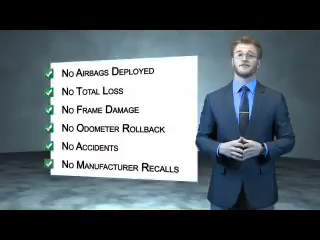 No Airbags Deployed
No Total Loss
No Frame Damage
No Odometer Rollback
No Accidents
No Manufacturer Recalls